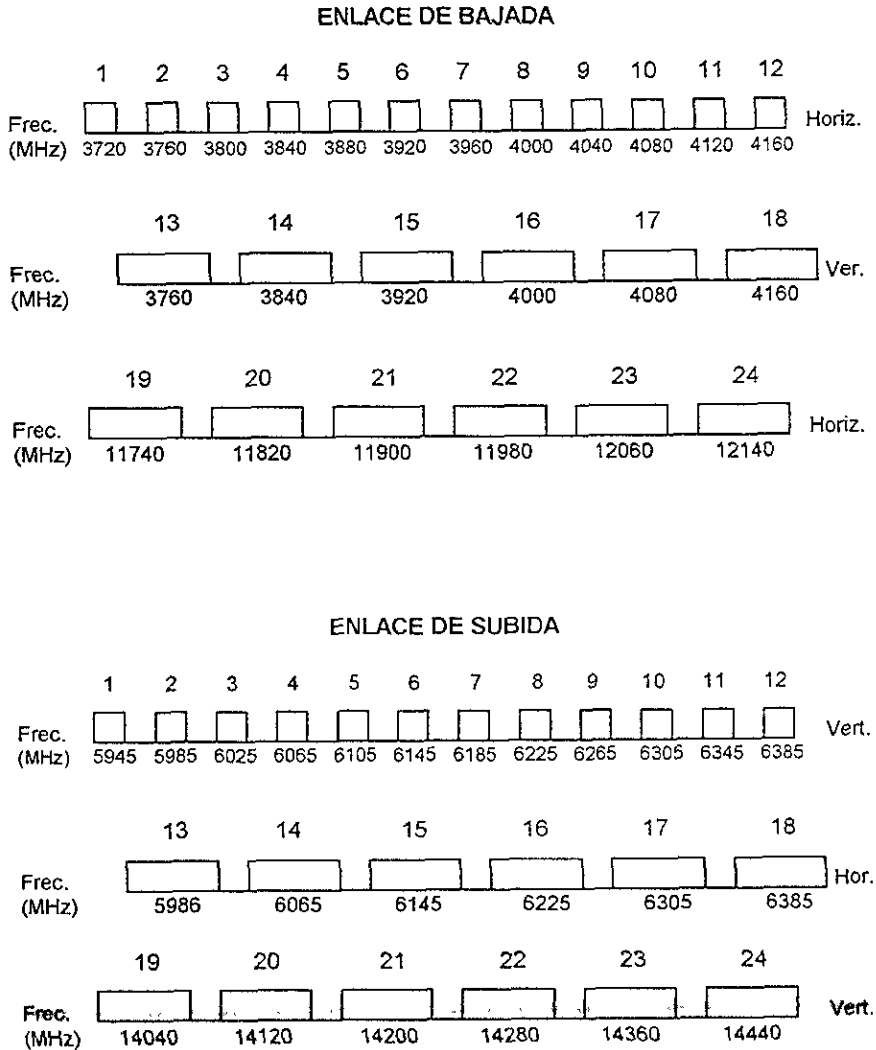 ENLACE DE BAJADA
1 2 3 4 5 6 7 8 9 10 11 12
Frec. Horiz.
(MHz) 3720 3760 3800 3840 3880 3920 3960 4000 4040 4080 4120 4160
13 14 15 16 17 18
Frec. Ver.
(MHz) 3760 3840 3920 4000 4080 4160
19 20 21 22 23 24
Frec. Horiz.
(MHz) 11740 11820 11900 11980 12060 12140
ENLACE DE SUBIDA
1 2 3 4 5 6 7 8 9 10 11 12
Frec. Vert.
(MHz) 5945 5985 6025 6065 6105 6145 6185 6225 6265 6305 6345 6385
13 14 15 16 17 18
Frec. Hor.
(MHz) 5986 6065 6145 6225 6305 6385
19 20 21 22 23 24
Frec. Vert.
(MHz) 14040 14120 14200 14280 14360 14440